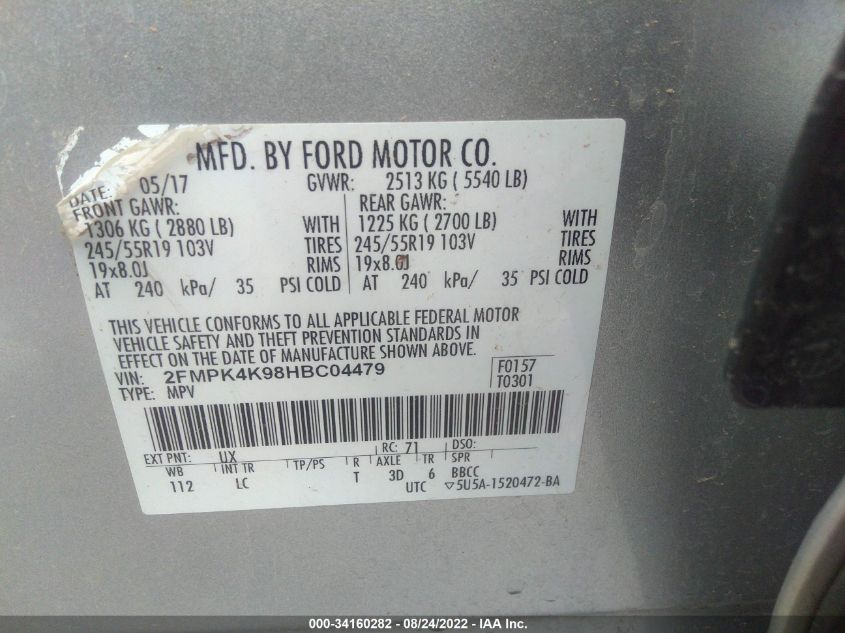 MFD. BY FORD MOTOR CO.
DATE: 05/17 GVWR: 2513 KG ( 5540 LB)
FRONT GAWR: REAR GAWR:
1306 KG ( 2880 LB) WITH 1225 KG ( 2700 LB) WITH
245/55R19 103V TIRES 245/55R19 103V TIRES
19x8.0J RIMS 19x8.0J RIMS
AT 240 kPa/ 35 PSI COLD AT 240 kPa/ 35 PSI COLD
THIS VEHICLE CONFORMS TO ALL APPLICABLE FEDERAL MOTOR
VEHICLE SAFETY AND THEFT PREVENTION STANDARDS IN
EFFECT ON THE DATE OF MANUFACTURE SHOWN ABOVE.
VIN: 2FMPK4K98HBC04479 F0157
TYPE: MPV T0301
EXT PNT: UX RC: 71 DSO:
WB INT TR TP/PS R AXLE TR SPR
112 LC T 3D 6 BBCC
UTC ▽5U5A-1520472-BA
000-34160282 - 08/24/2022 - www.iaai.com.